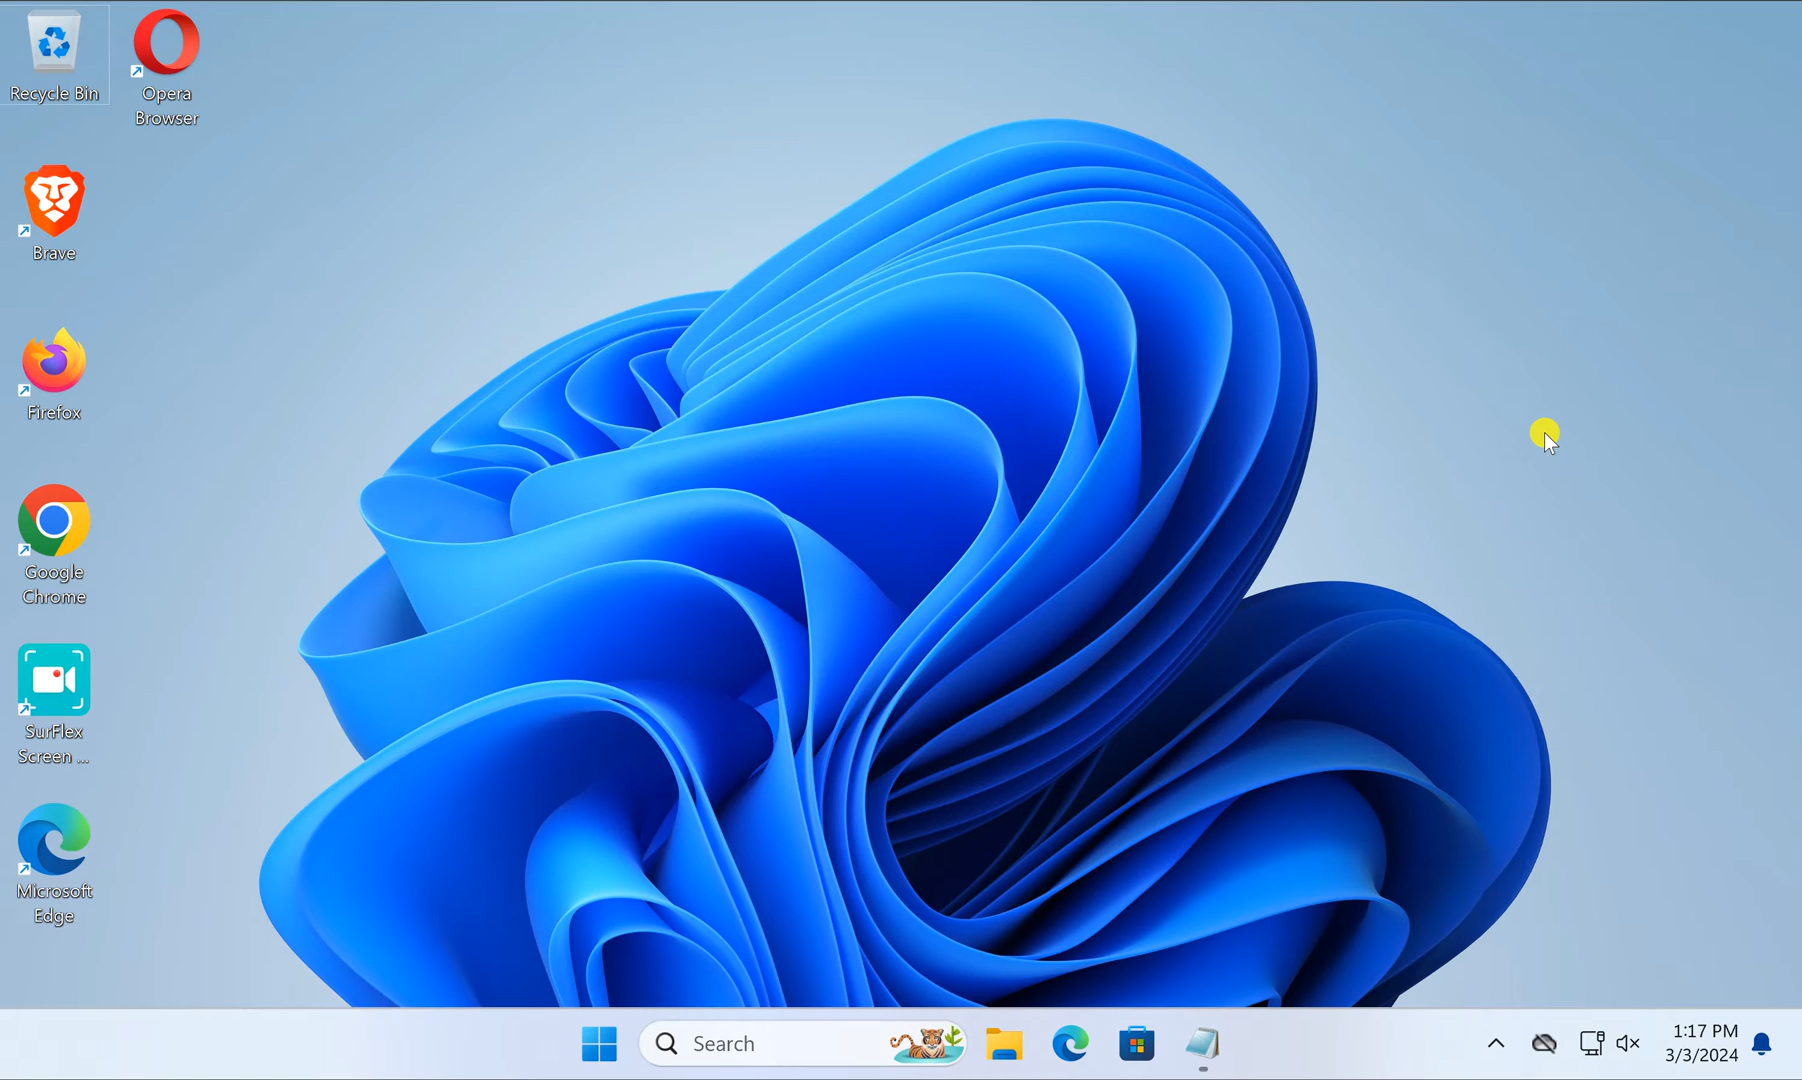 Recycle Bin
Opera
Browser
Brave
Firefox
Google
Chrome
SurFlex
Screen ...
Microsoft
Edge
Search
1:17 PM
3/3/2024